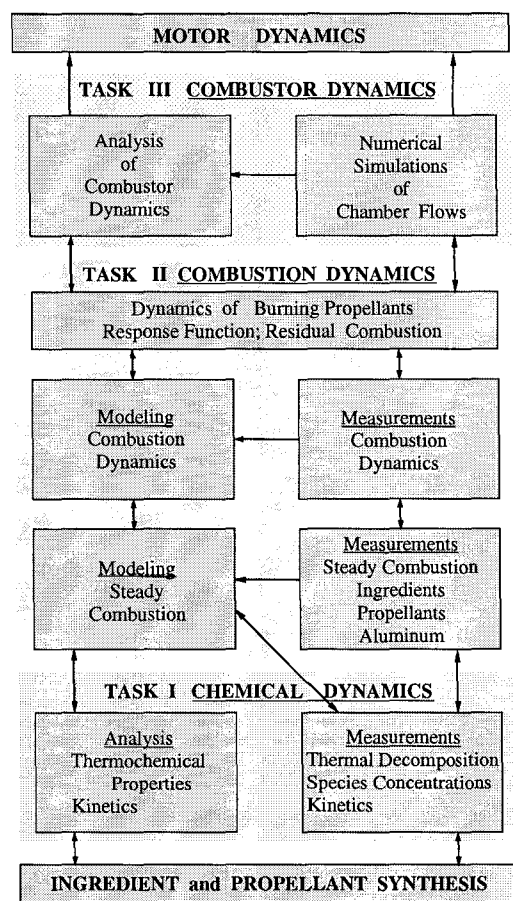 MOTOR DYNAMICS
TASK III COMBUSTOR DYNAMICS
Analysis
of
Combustor
Dynamics
Numerical
Simulations
of
Chamber Flows
TASK II COMBUSTION DYNAMICS
Dynamics of Burning Propellants
Response Function; Residual Combustion
Modeling
Combustion
Dynamics
Measurements
Combustion
Dynamics
Modeling
Steady
Combustion
Measurements
Steady Combustion
Ingredients
Propellants
Aluminum
TASK I CHEMICAL DYNAMICS
Analysis
Thermochemical
Properties
Kinetics
Measurements
Thermal Decomposition
Species Concentrations
Kinetics
INGREDIENT and PROPELLANT SYNTHESIS